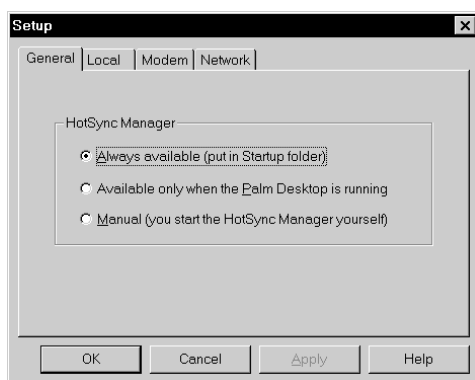 Setup
General Local Modem Network
HotSync Manager
Always available (put in Startup folder)
Available only when the Palm Desktop is running
Manual (you start the HotSync Manager yourself)
OK Cancel Apply Help